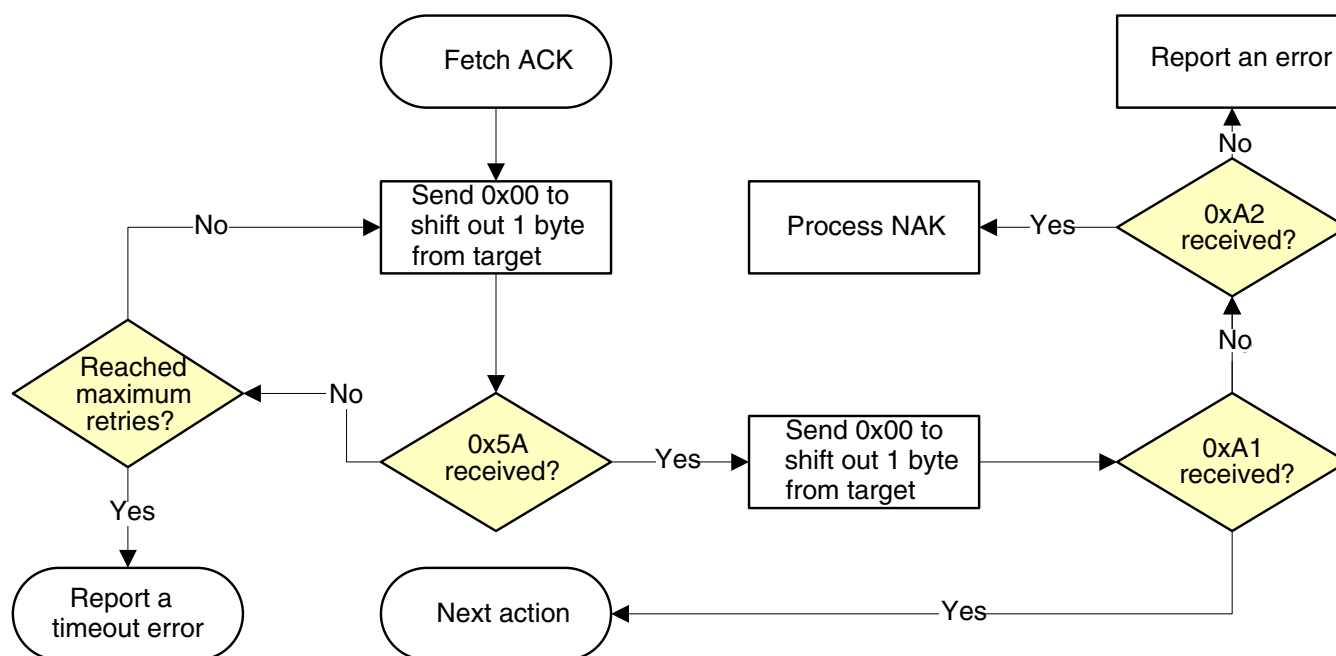 Fetch ACK
Report an error
No
Send 0x00 to
shift out 1 byte
from target
No
Process NAK
Yes
0xA2
received?
No
Reached
maximum
retries?
No
0x5A
received?
Yes
Send 0x00 to
shift out 1 byte
from target
0xA1
received?
Yes
Report a
timeout error
Next action
Yes